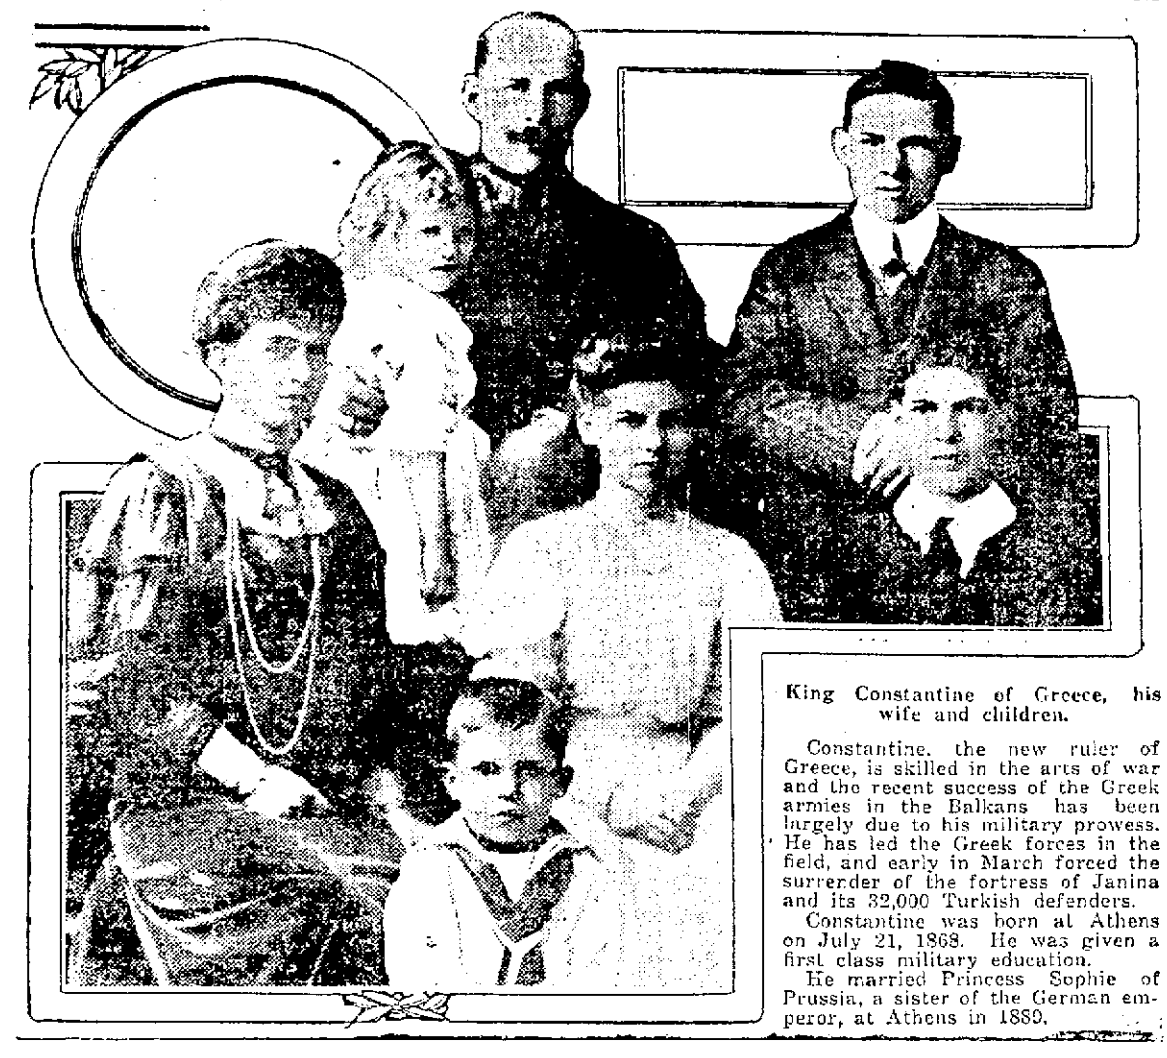 King Constantine of Greece, his
wife and children.
Constantine, the new ruler of
Greece, is skilled in the arts of war
and the recent success of the Greek
armies in the Balkans has been
largely due to his military prowess.
He has led the Greek forces in the
field, and early in March forced the
surrender of the fortress of Janina
and its 32,000 Turkish defenders.
Constantine was born at Athens
on July 21, 1868. He was given a
first class military education.
He married Princess Sophie of
Prussia, a sister of the German em-
peror, at Athens in 1889.